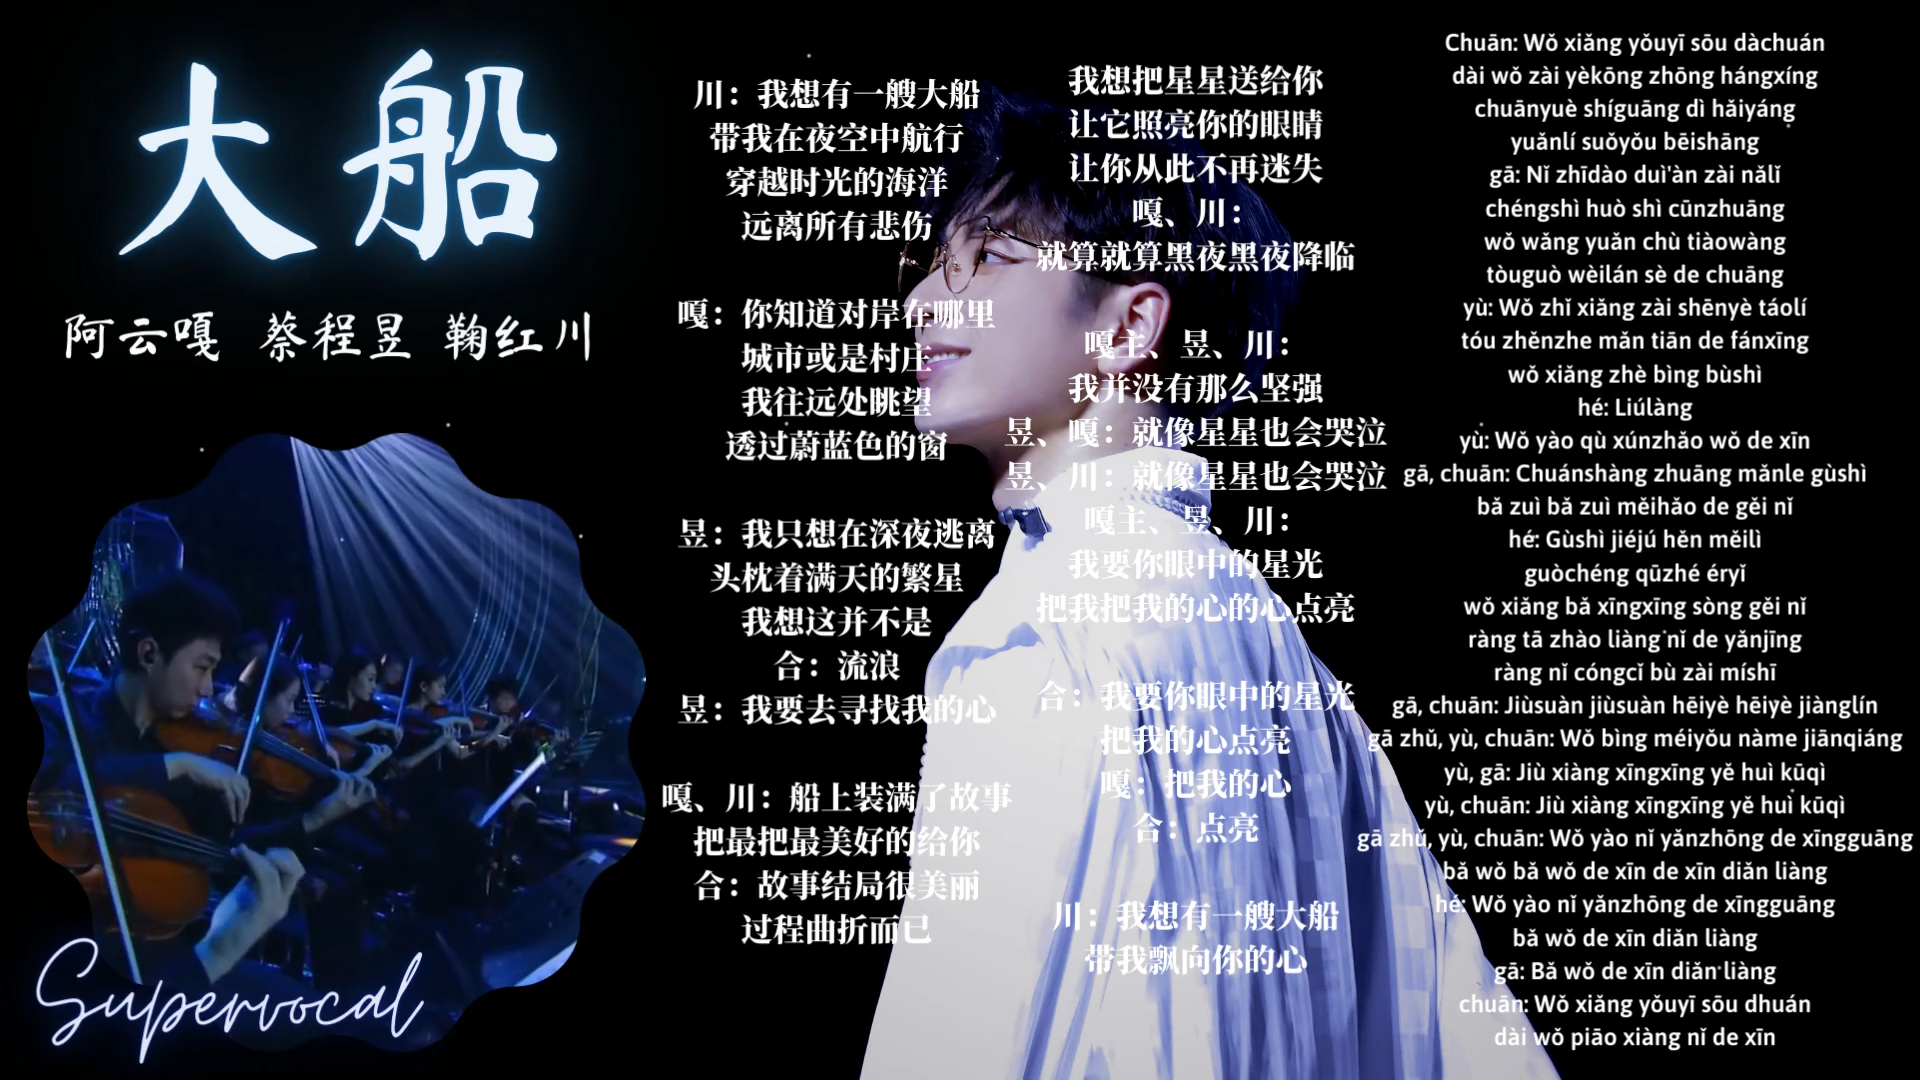 大船
阿云嘎 蔡程昱 鞠红川
Supervocal
川：我想有一艘大船
带我在夜空中航行
穿越时光的海洋
远离所有悲伤
嘎：你知道对岸在哪里
城市或是村庄
我往远处眺望
透过蔚蓝色的窗
昱：我只想在深夜逃离
头枕着满天的繁星
我想这并不是
合：流浪
昱：我要去寻找我的心
嘎、川：船上装满了故事
把最把最美好的给你
合：故事结局很美丽
过程曲折而已
我想把星星送给你
让它照亮你的眼睛
让你从此不再迷失
嘎、川：
就算就算黑夜黑夜降临
嘎主、昱、川：
我并没有那么坚强
昱、嘎：就像星星也会哭泣
昱、川：就像星星也会哭泣
嘎主、昱、川：
我要你眼中的星光
把我把我的心的心点亮
合：我要你眼中的星光
把我的心点亮
嘎：把我的心
合：点亮
川：我想有一艘大船
带我飘向你的心
Chuān: Wǒ xiǎng yǒuyī sōu dàchuán
dài wǒ zài yèkōng zhōng hángxíng
chuānyuè shíguāng dì hǎiyáng
yuǎnlí suǒyǒu bēishāng
gā: Nǐ zhīdào duì'àn zài nǎlǐ
chéngshì huò shì cūnzhuāng
wǒ wǎng yuǎn chù tiàowàng
tòuguò wèilán sè de chuāng
yù: Wǒ zhǐ xiǎng zài shēnyè táolí
tóu zhěnzhe mǎn tiān de fánxīng
wǒ xiǎng zhè bìng bùshì
hé: Liúlàng
yù: Wǒ yào qù xúnzhǎo wǒ de xīn
gā, chuān: Chuánshàng zhuāng mǎnle gùshì
bǎ zuì bǎ zuì měihǎo de gěi nǐ
hé: Gùshì jiéjú hěn měilì
guòchéng qūzhé éryǐ
wǒ xiǎng bǎ xīngxīng sòng gěi nǐ
ràng tā zhào liàng nǐ de yǎnjīng
ràng nǐ cóngcǐ bù zài míshī
gā, chuān: Jiùsuàn jiùsuàn hēiyè hēiyè jiànglín
gā zhǔ, yù, chuān: Wǒ bìng méiyǒu nàme jiānqiáng
yù, gā: Jiù xiàng xīngxīng yě huì kūqì
yù, chuān: Jiù xiàng xīngxīng yě huì kūqì
gā zhǔ, yù, chuān: Wǒ yào nǐ yǎnzhōng de xīngguāng
bǎ wǒ bǎ wǒ de xīn de xīn diǎn liàng
hé: Wǒ yào nǐ yǎnzhōng de xīngguāng
bǎ wǒ de xīn diǎn liàng
gā: Bǎ wǒ de xīn diǎn liàng
chuān: Wǒ xiǎng yǒuyī sōu dhuán
dài wǒ piāo xiàng nǐ de xīn